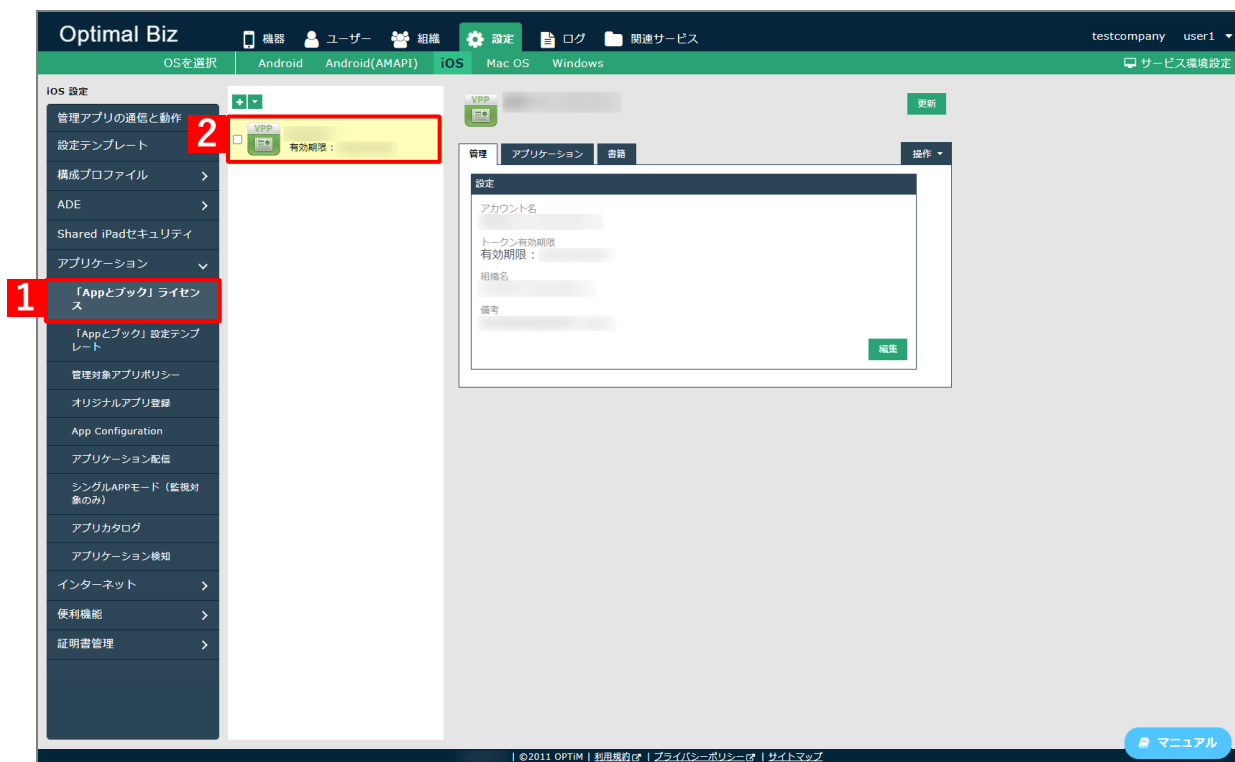 Optimal Biz
機器 ユーザー 組織 設定 ログ 関連サービス
testcompany user1
OSを選択 Android Android(AMAPI) iOS Mac OS Windows
サービス環境設定
iOS 設定
管理アプリの通信と動作
設定テンプレート
構成プロファイル
ADE
Shared iPadセキュリティ
アプリケーション
1
「Appとブック」ライセン
ス
「Appとブック」設定テンプ
レート
管理対象アプリポリシー
オリジナルアプリ登録
App Configuration
アプリケーション配信
シングルAPPモード（監視対
象のみ）
アプリカタログ
アプリケーション検知
インターネット
便利機能
証明書管理
2
VPP
有効期限：
VPP
更新
管理 アプリケーション 書籍
操作
設定
アカウント名
トークン有効期限
有効期限：
組織名
備考
編集
マニュアル
| ©2011 OPTiM | 利用規約 | プライバシーポリシー | サイトマップ